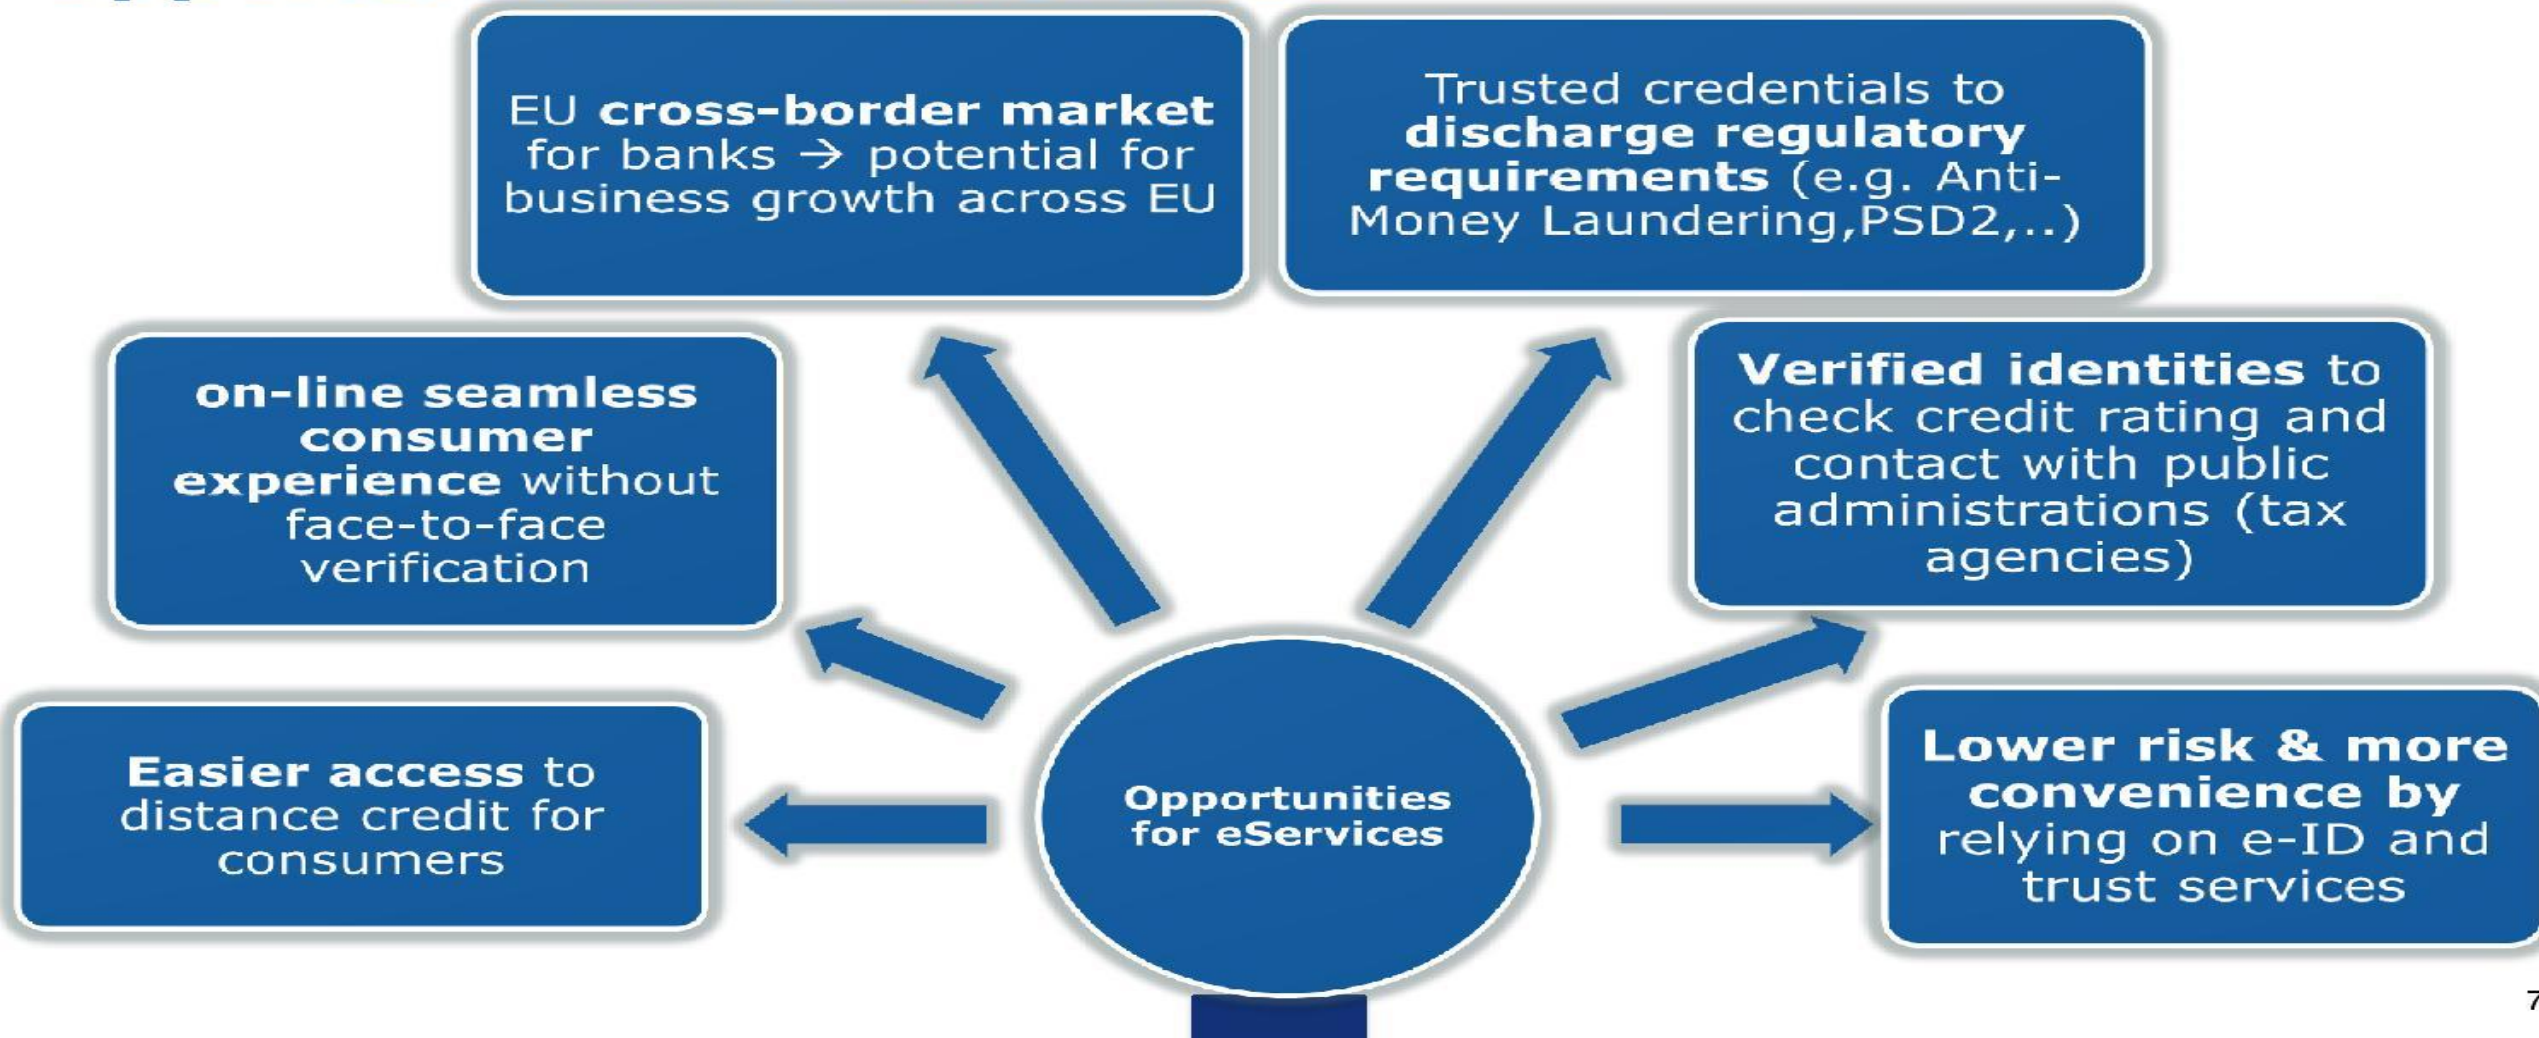 EU cross-border market
for banks → potential for
business growth across EU
Trusted credentials to
discharge regulatory
requirements (e.g. Anti-
Money Laundering,PSD2,..)
on-line seamless
consumer
experience without
face-to-face
verification
Verified identities to
check credit rating and
contact with public
administrations (tax
agencies)
Easier access to
distance credit for
consumers
Opportunities
for eServices
Lower risk & more
convenience by
relying on e-ID and
trust services
7